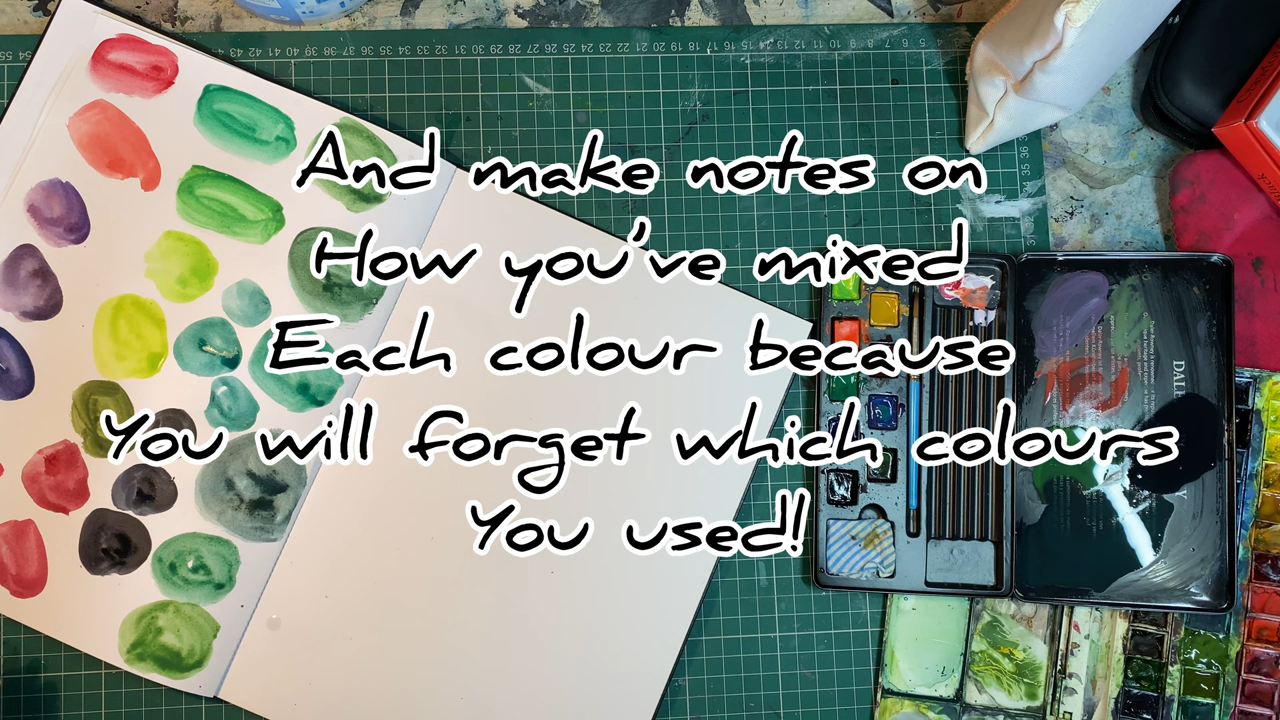 And make notes on
How you've mixed
Each colour because
You will forget which colours
You used!